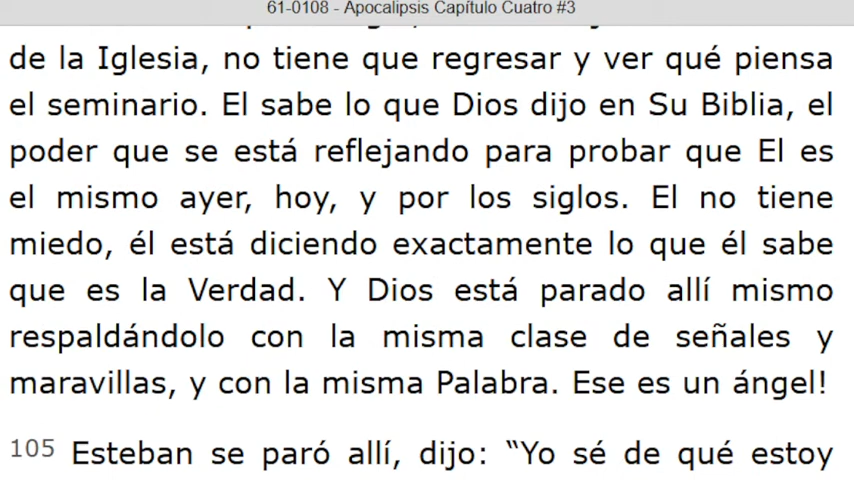 61-0108 - Apocalipsis Capítulo Cuatro #3
de la Iglesia, no tiene que regresar y ver qué piensa
el seminario. El sabe lo que Dios dijo en Su Biblia, el
poder que se está reflejando para probar que El es
el mismo ayer, hoy, y por los siglos. El no tiene
miedo, él está diciendo exactamente lo que él sabe
que es la Verdad. Y Dios está parado allí mismo
respaldándolo con la misma clase de señales y
maravillas, y con la misma Palabra. Ese es un ángel!
105 Esteban se paró allí, dijo: “Yo sé de qué estoy